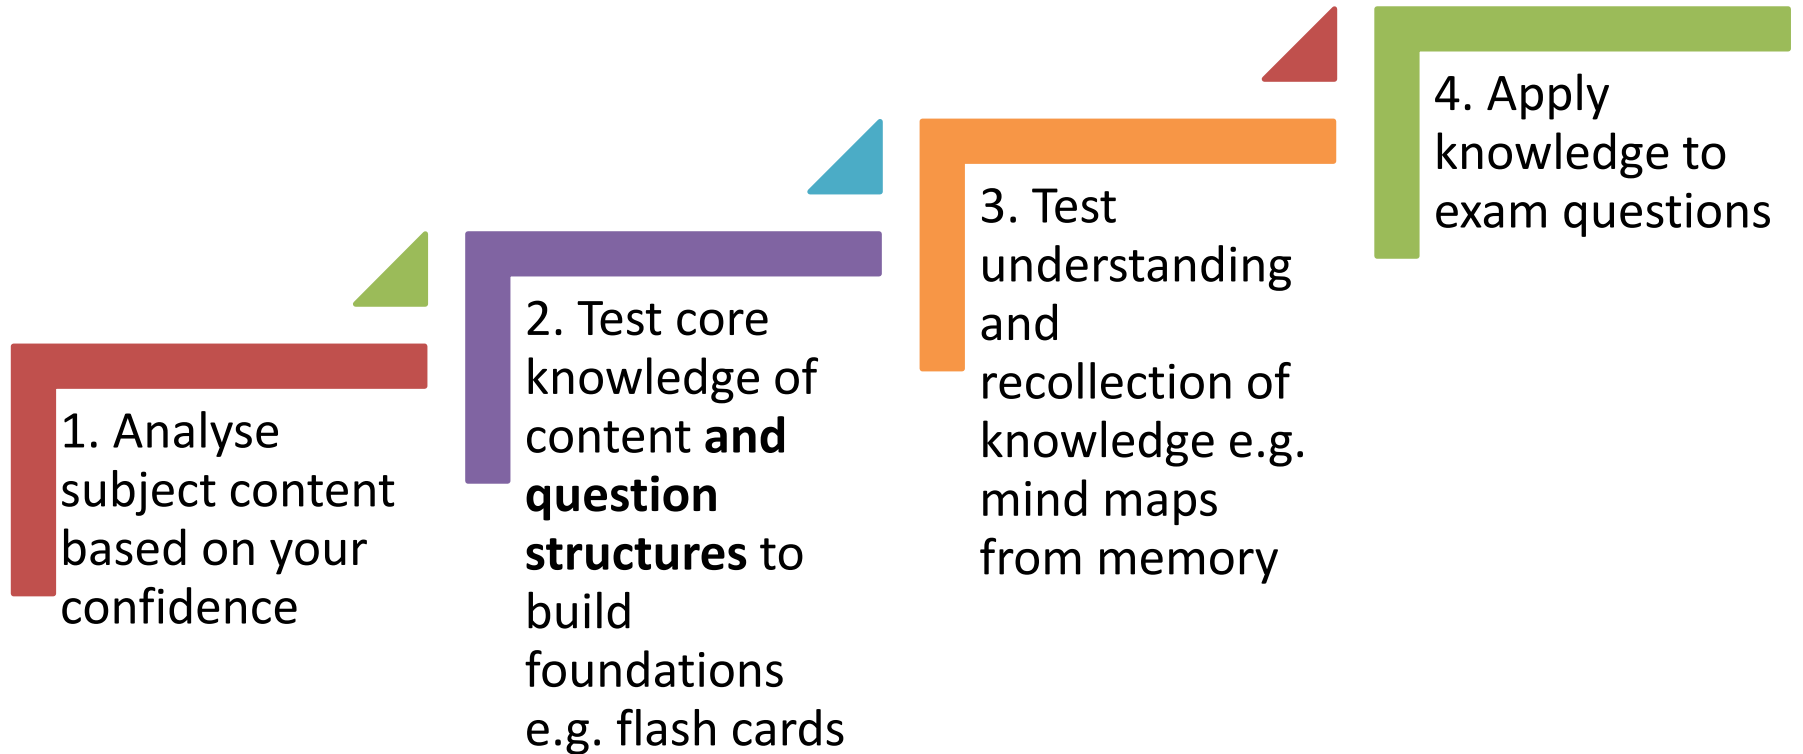 1. Analyse
subject content
based on your
confidence
2. Test core
knowledge of
content and
question
structures to
build
foundations
e.g. flash cards
3. Test
understanding
and
recollection of
knowledge e.g.
mind maps
from memory
4. Apply
knowledge to
exam questions